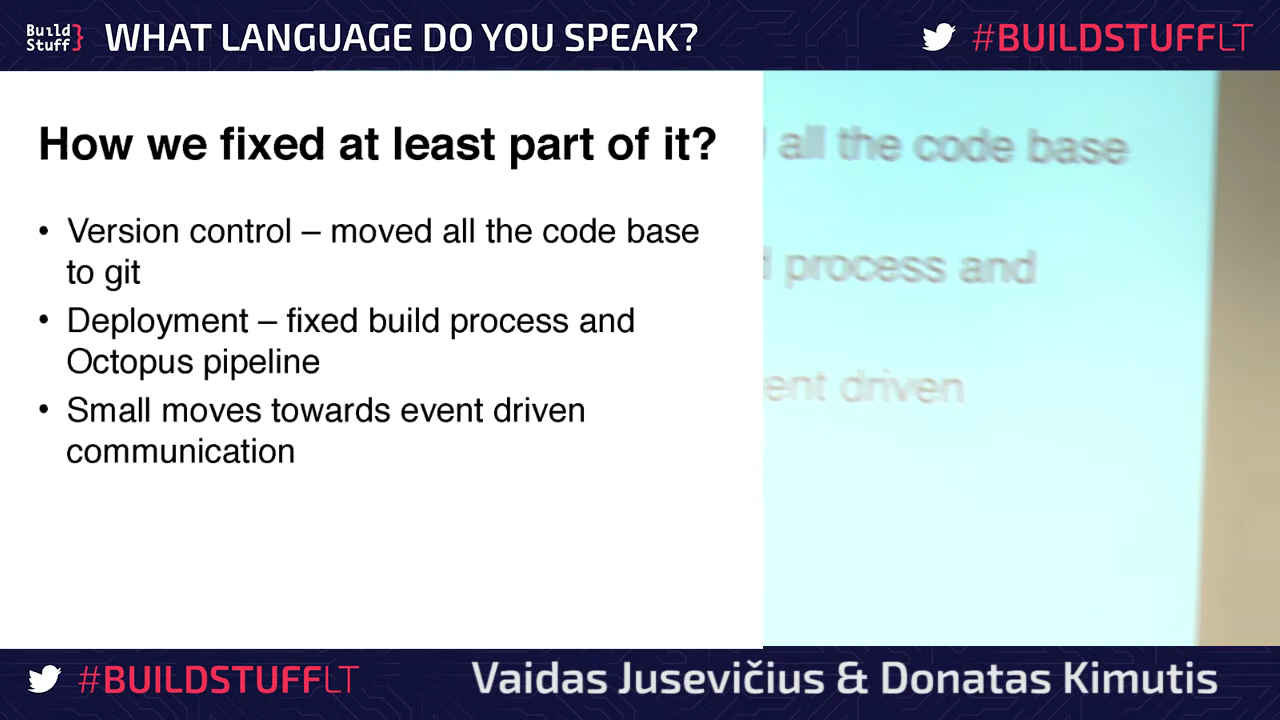 Build
Stuff}
WHAT LANGUAGE DO YOU SPEAK?
#BUILDSTUFFLT
How we fixed at least part of it?
• Version control – moved all the code base
to git
• Deployment – fixed build process and
Octopus pipeline
• Small moves towards event driven
communication
all the code base
process and
driven
#BUILDSTUFFLT
Vaidas Jusevičius & Donatas Kimutis